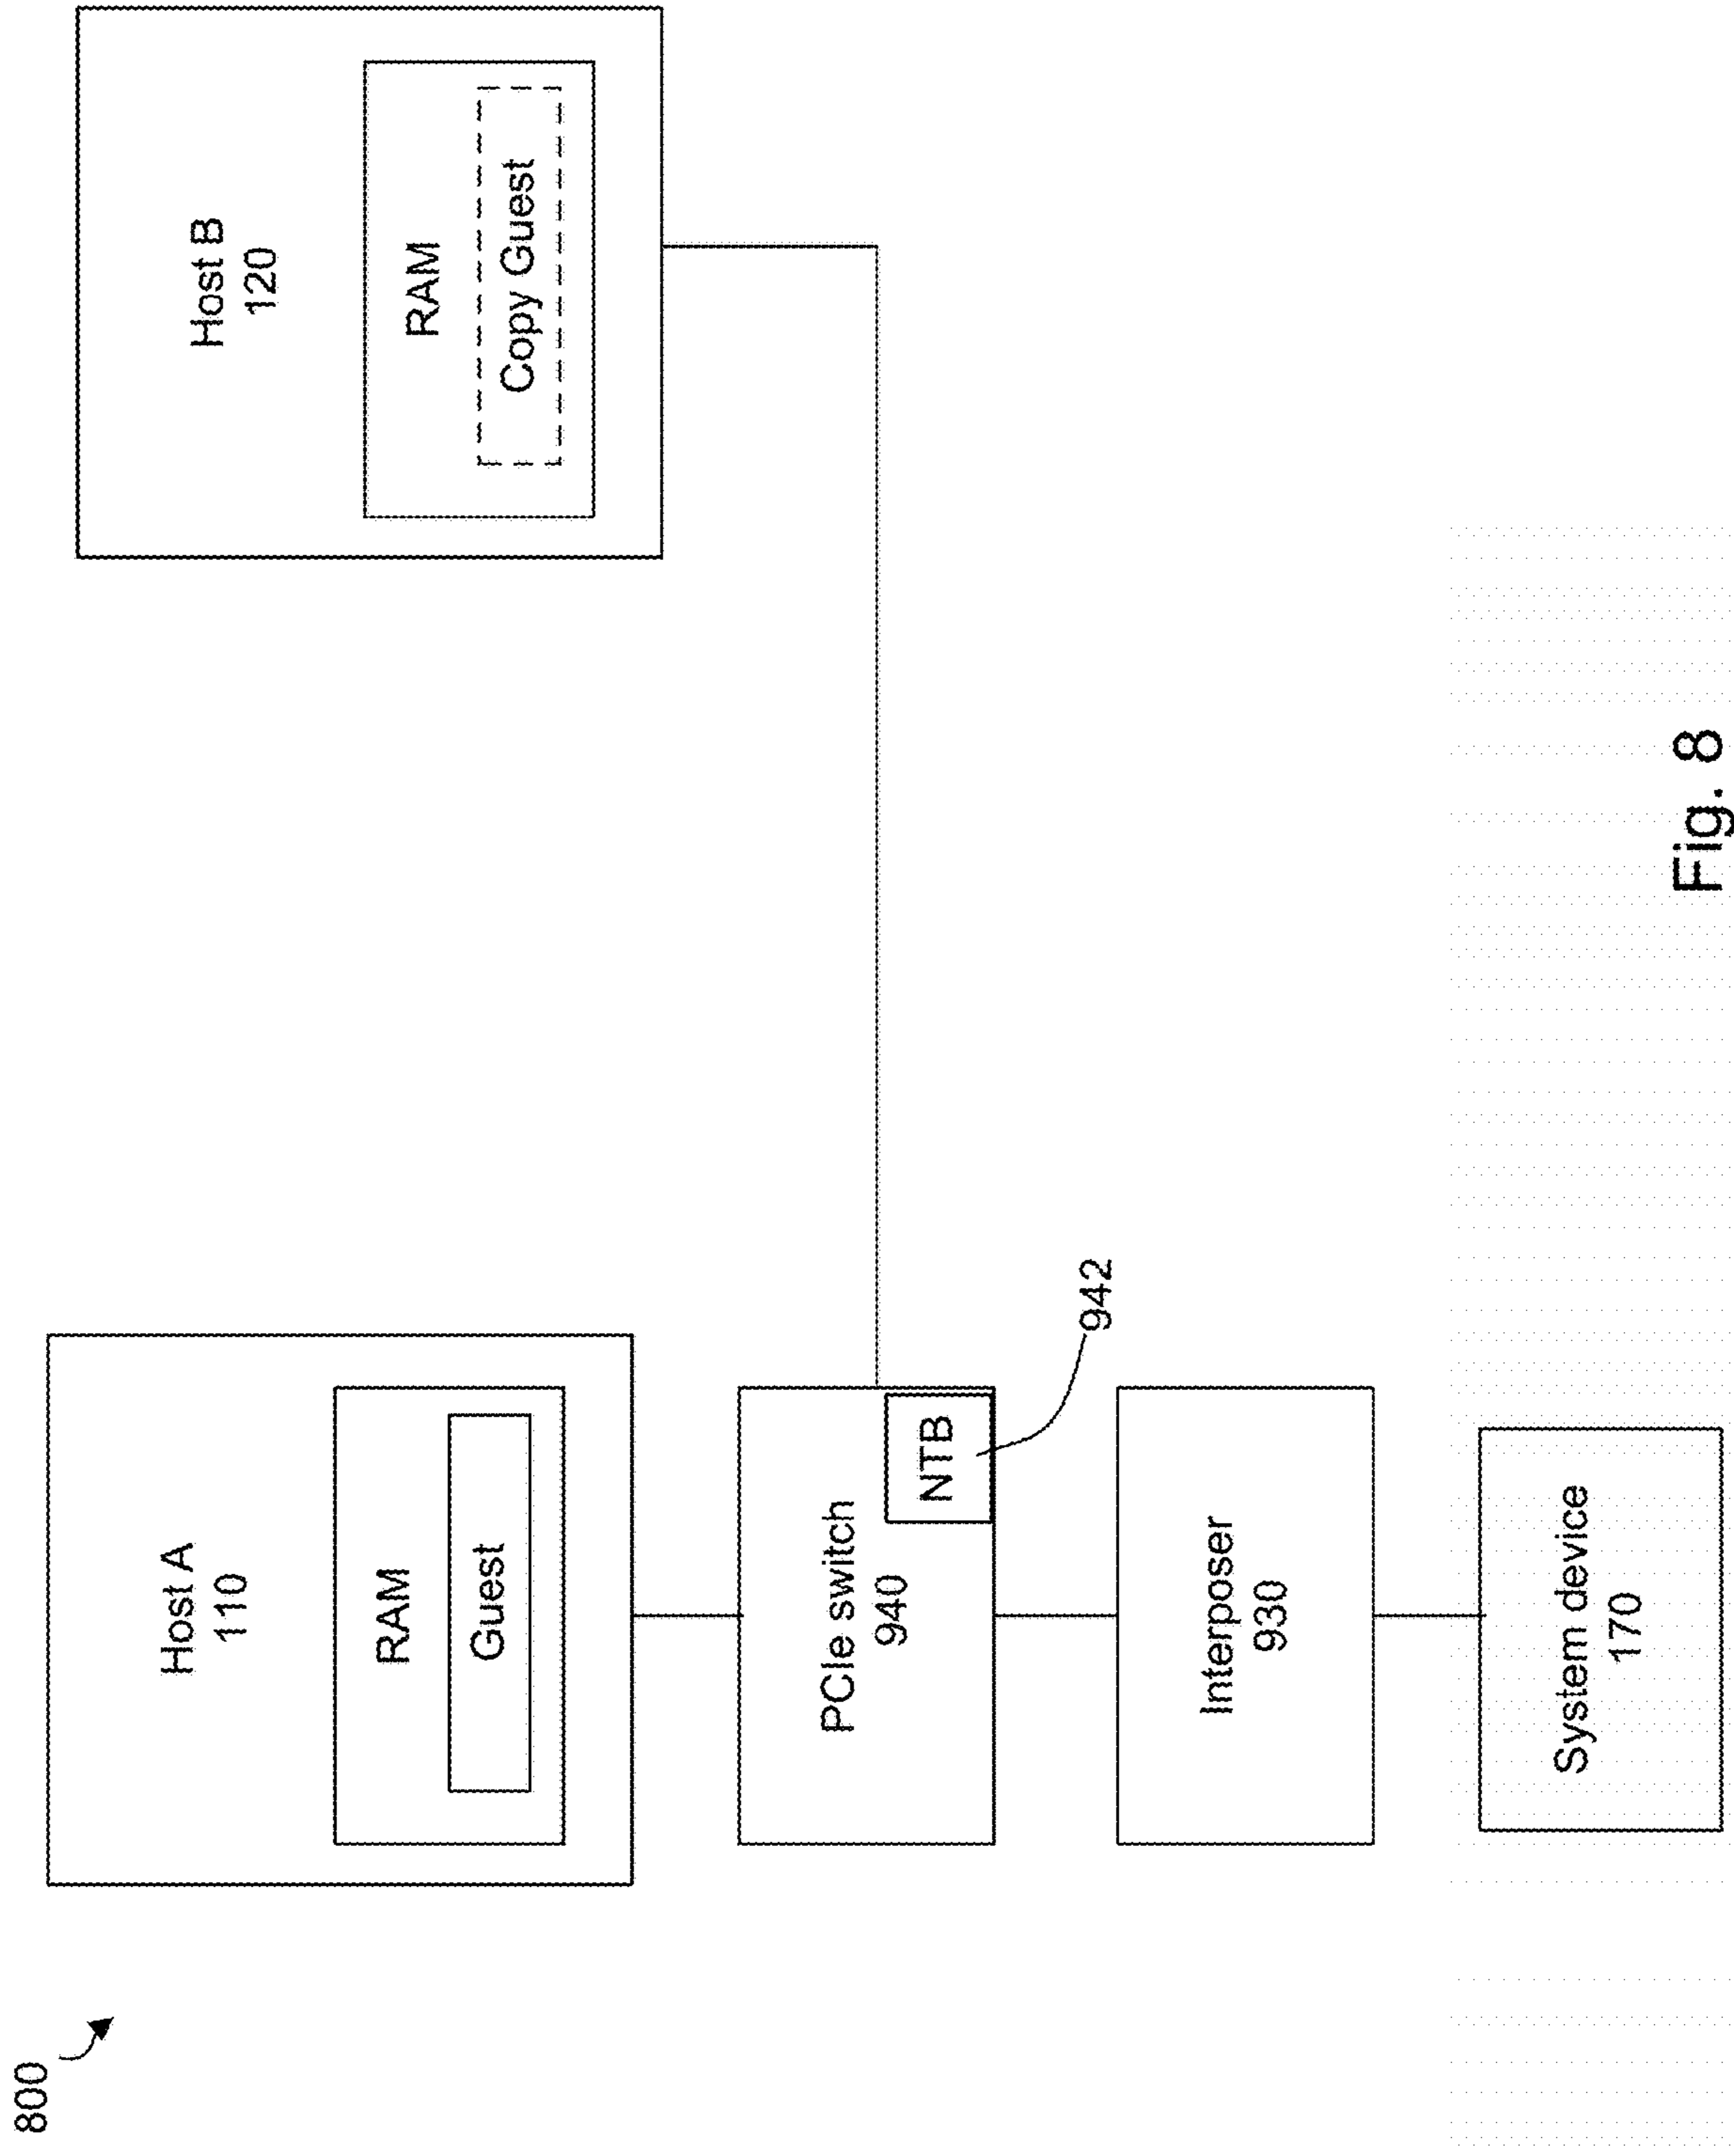 800
Host A
110
RAM
Guest
Host B
120
RAM
Copy Guest
PCIe switch
940
NTB
942
Interposer
930
System device
170
Fig. 8